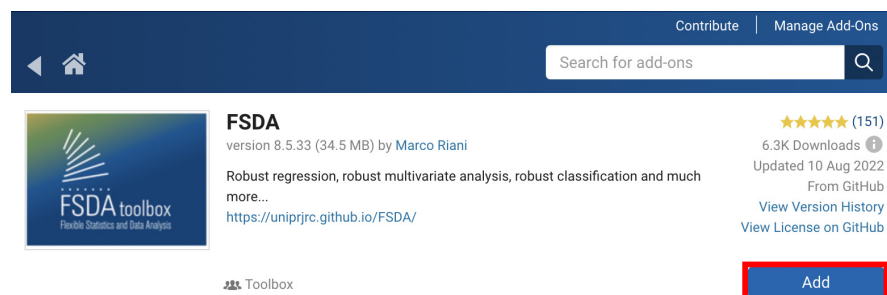 Contribute | Manage Add-Ons
Search for add-ons
FSDA
★★★★★ (151)
version 8.5.33 (34.5 MB) by Marco Riani
6.3K Downloads
Robust regression, robust multivariate analysis, robust classification and much
more...
Updated 10 Aug 2022
From GitHub
https://uniprjrc.github.io/FSDA/
View Version History
View License on GitHub
FSDA toolbox
Flexible Statistics and Data Analysis
Toolbox
Add